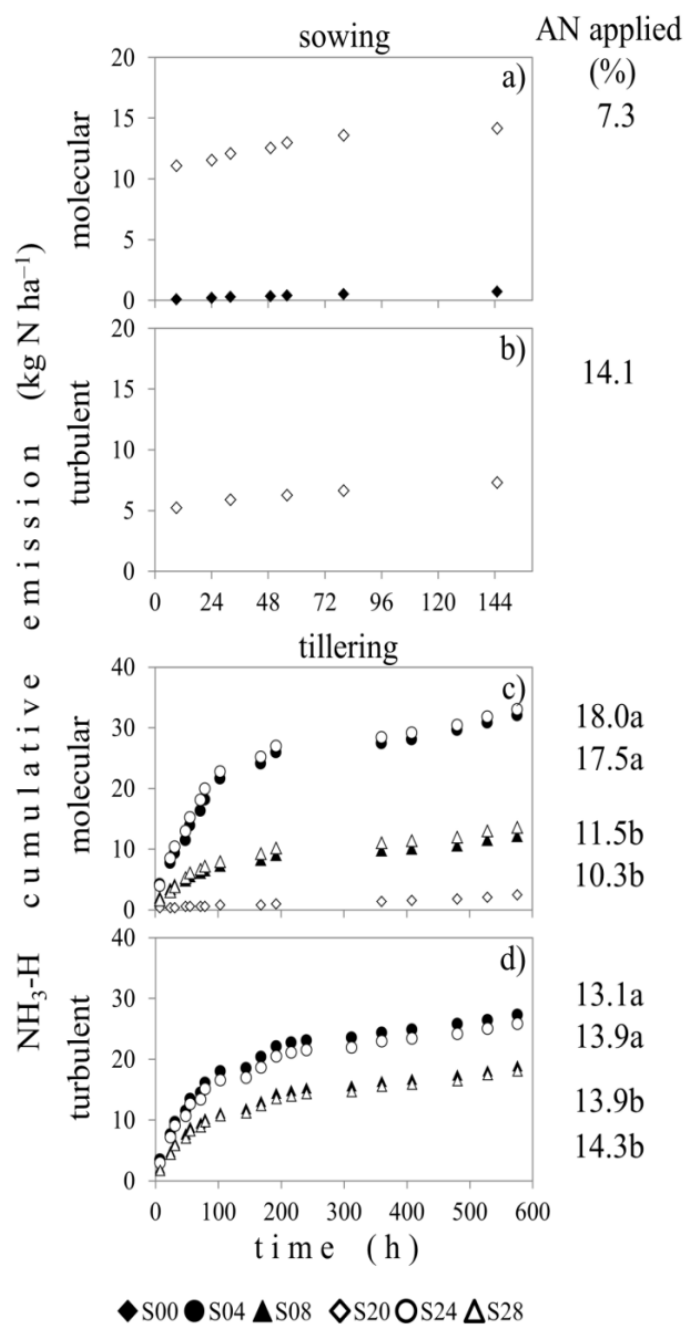 sowing
AN applied
(%)
a)
7.3
20
15
10
5
0
molecular
b)
14.1
20
15
10
5
0
turbulent
0 24 48 72 96 120 144
tillering
c)
18.0a
17.5a
11.5b
10.3b
40
30
20
10
0
molecular
d)
13.1a
13.9a
13.9b
14.3b
40
30
20
10
0
turbulent
0 100 200 300 400 500 600
time (h)
NH₃-H cumulative emission (kg N ha⁻¹)
◆S00 ●S04 ▲S08 ◇S20 ○S24 △S28